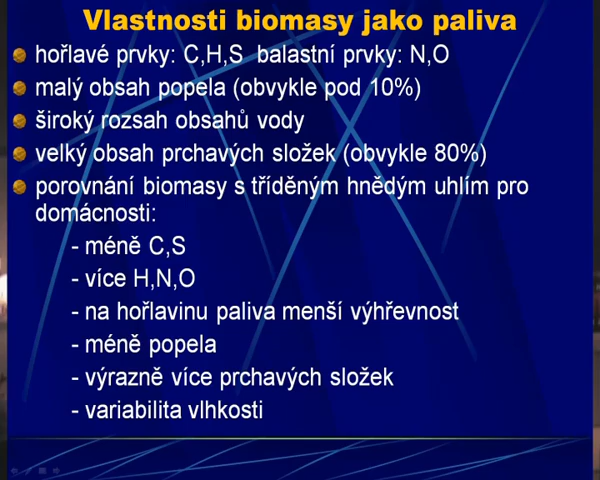 Vlastnosti biomasy jako paliva
hořlavé prvky: C,H,S balastní prvky: N,O
malý obsah popela (obvykle pod 10%)
široký rozsah obsahů vody
velký obsah prchavých složek (obvykle 80%)
porovnání biomasy s tříděným hnědým uhlím pro
domácnosti:
- méně C,S
- více H,N,O
- na hořlavinu paliva menší výhřevnost
- méně popela
- výrazně více prchavých složek
- variabilita vlhkosti